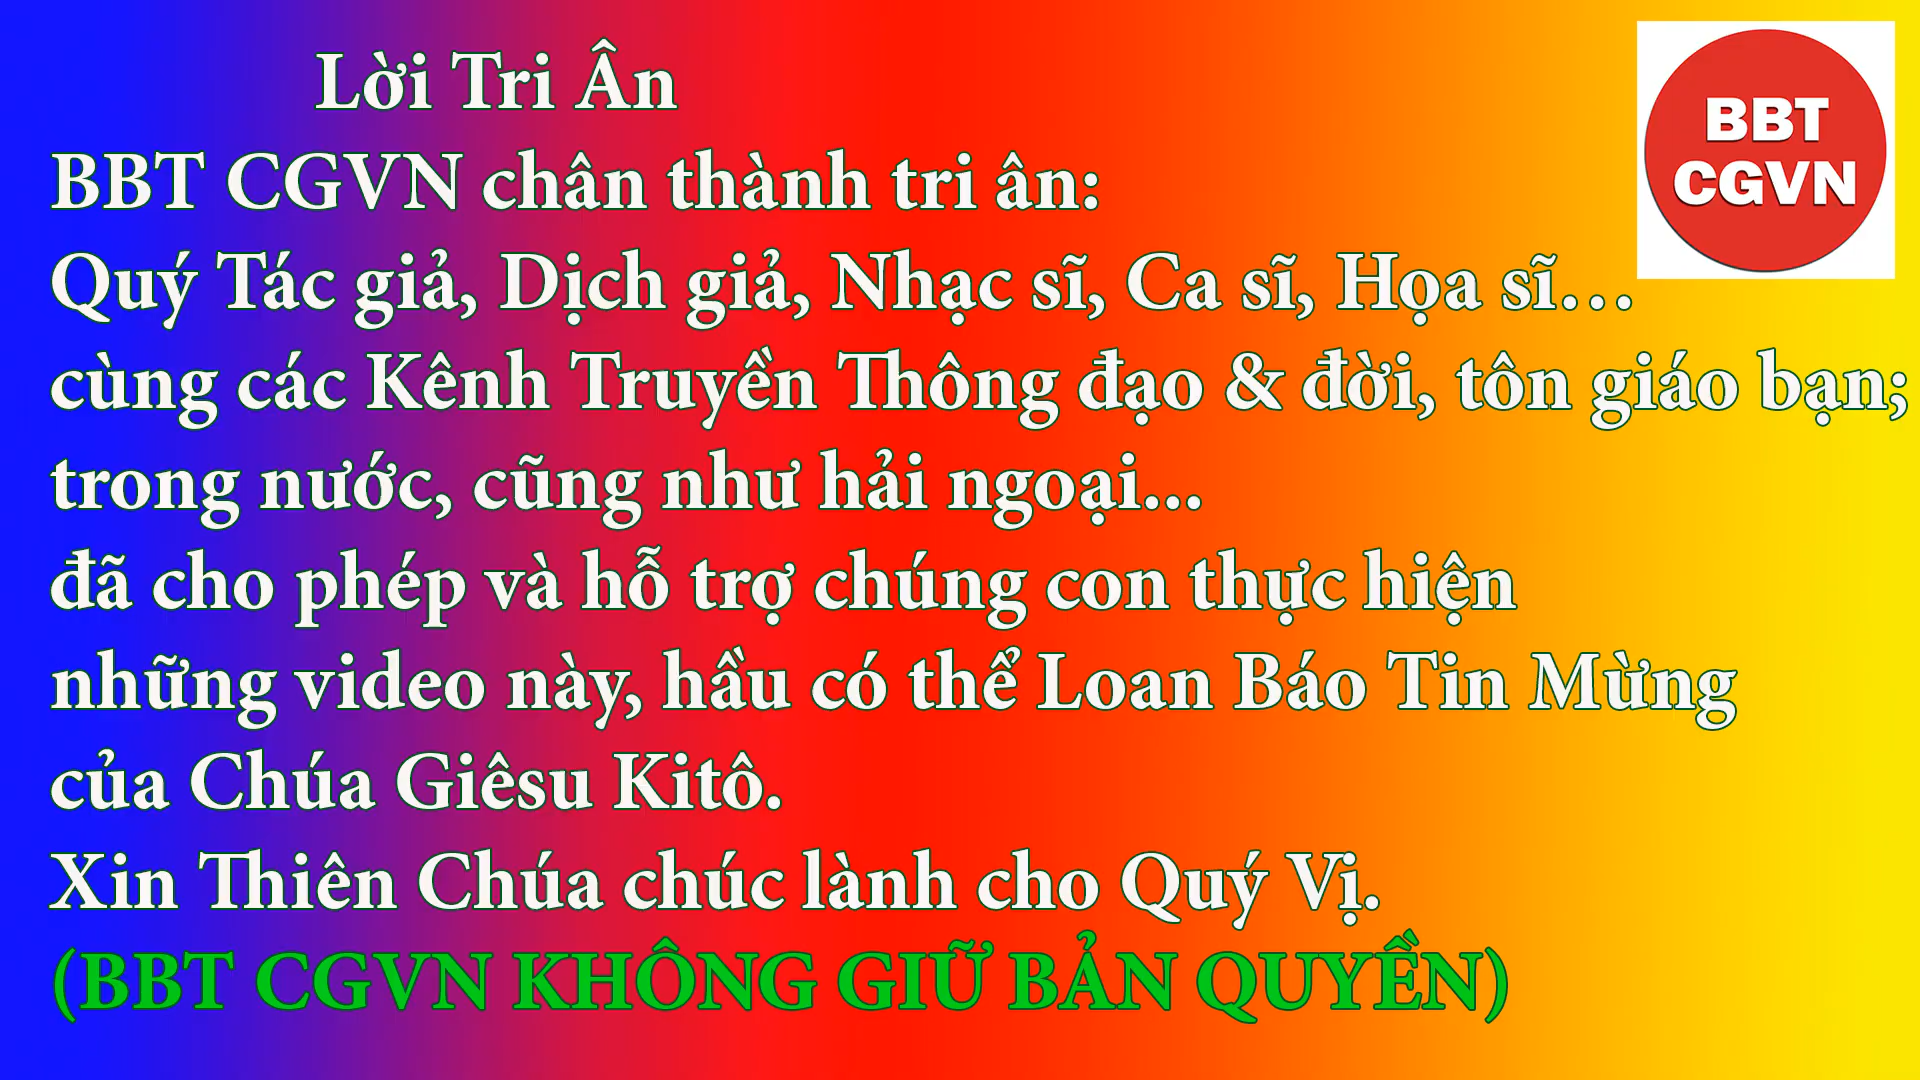 Lời Tri Ân
BBT
CGVN
BBT CGVN chân thành tri ân:
Quý Tác giả, Dịch giả, Nhạc sĩ, Ca sĩ, Họa sĩ…
cùng các Kênh Truyền Thông đạo & đời, tôn giáo bạn;
trong nước, cũng như hải ngoại...
đã cho phép và hỗ trợ chúng con thực hiện
những video này, hầu có thể Loan Báo Tin Mừng
của Chúa Giêsu Kitô.
Xin Thiên Chúa chúc lành cho Quý Vị.
(BBT CGVN KHÔNG GIỮ BẢN QUYỀN)